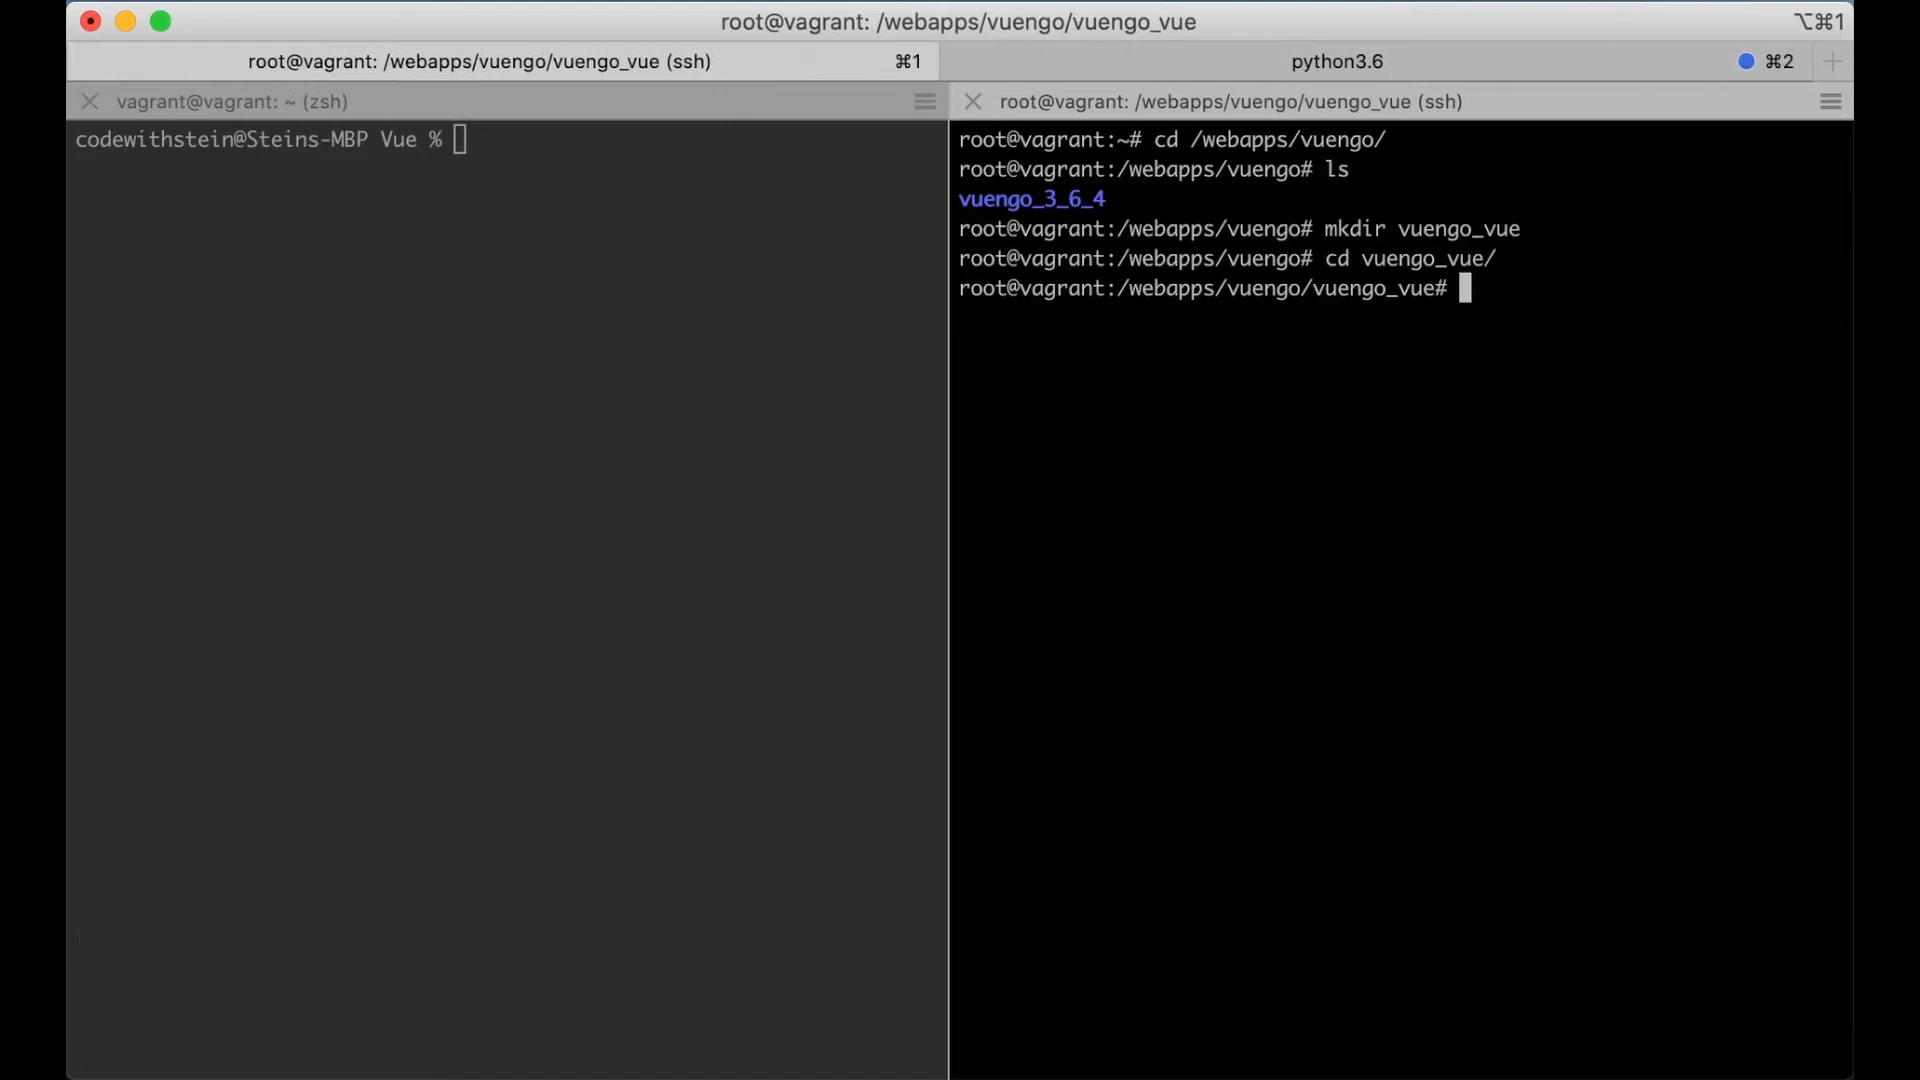 root@vagrant: /webapps/vuengo/vuengo_vue
⌥⌘1
root@vagrant: /webapps/vuengo/vuengo_vue (ssh)
⌘1
python3.6
⌘2
vagrant@vagrant: ~ (zsh)
root@vagrant: /webapps/vuengo/vuengo_vue (ssh)
codewithstein@Steins-MBP Vue %
root@vagrant:~# cd /webapps/vuengo/
root@vagrant:/webapps/vuengo# ls
vuengo_3_6_4
root@vagrant:/webapps/vuengo# mkdir vuengo_vue
root@vagrant:/webapps/vuengo# cd vuengo_vue/
root@vagrant:/webapps/vuengo/vuengo_vue#